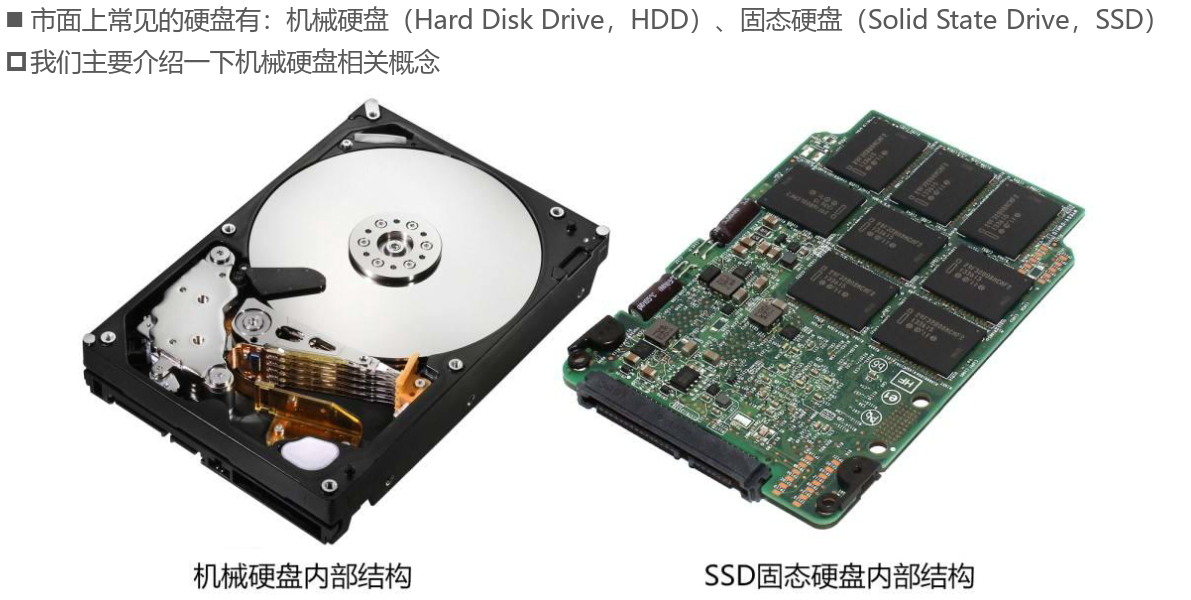 市面上常见的硬盘有：机械硬盘（Hard Disk Drive，HDD）、固态硬盘（Solid State Drive，SSD）
我们主要介绍一下机械硬盘相关概念
机械硬盘内部结构
SSD固态硬盘内部结构